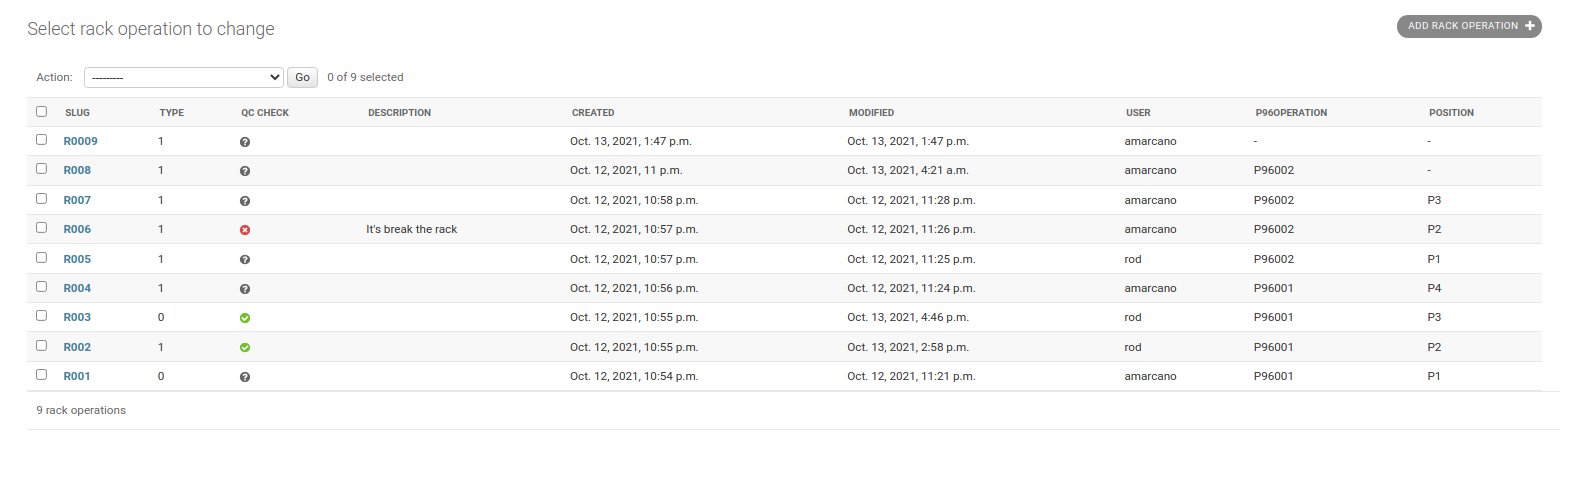 Select rack operation to change
ADD RACK OPERATION +
Action: --------- Go 0 of 9 selected
SLUG TYPE QC CHECK DESCRIPTION CREATED MODIFIED USER P96OPERATION POSITION
R0009 1 Oct. 13, 2021, 1:47 p.m. Oct. 13, 2021, 1:47 p.m. amarcano - -
R008 1 Oct. 12, 2021, 11 p.m. Oct. 13, 2021, 4:21 a.m. amarcano P96002 -
R007 1 Oct. 12, 2021, 10:58 p.m. Oct. 12, 2021, 11:28 p.m. amarcano P96002 P3
R006 1 It's break the rack Oct. 12, 2021, 10:57 p.m. Oct. 12, 2021, 11:26 p.m. amarcano P96002 P2
R005 1 Oct. 12, 2021, 10:57 p.m. Oct. 12, 2021, 11:25 p.m. rod P96002 P1
R004 1 Oct. 12, 2021, 10:56 p.m. Oct. 12, 2021, 11:24 p.m. amarcano P96001 P4
R003 0 Oct. 12, 2021, 10:55 p.m. Oct. 13, 2021, 4:46 p.m. rod P96001 P3
R002 1 Oct. 12, 2021, 10:55 p.m. Oct. 13, 2021, 2:58 p.m. rod P96001 P2
R001 0 Oct. 12, 2021, 10:54 p.m. Oct. 12, 2021, 11:21 p.m. amarcano P96001 P1
9 rack operations